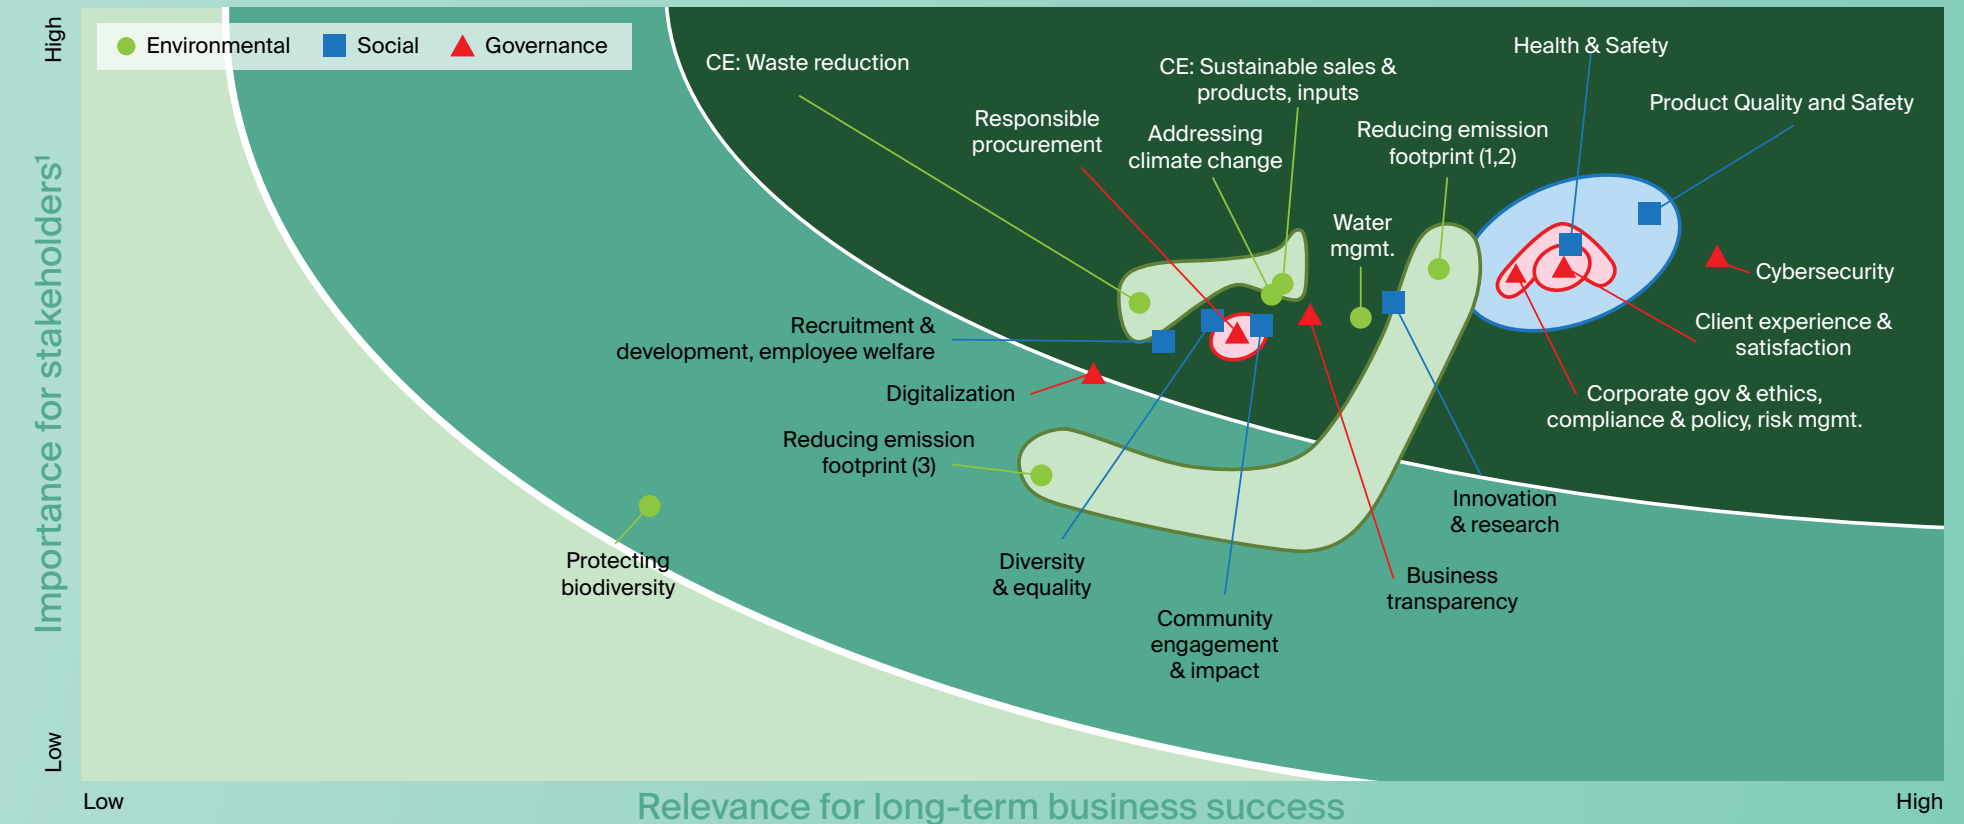 High
Importance for stakeholders¹
Low
Environmental
Social
Governance
CE: Waste reduction
Responsible
procurement
CE: Sustainable sales &
products, inputs
Addressing
climate change
Reducing emission
footprint (1,2)
Health & Safety
Product Quality and Safety
Water
mgmt.
Cybersecurity
Client experience &
satisfaction
Corporate gov & ethics,
compliance & policy, risk mgmt.
Recruitment &
development, employee welfare
Digitalization
Reducing emission
footprint (3)
Protecting
biodiversity
Diversity
& equality
Community
engagement
& impact
Innovation
& research
Business
transparency
Low
Relevance for long-term business success
High